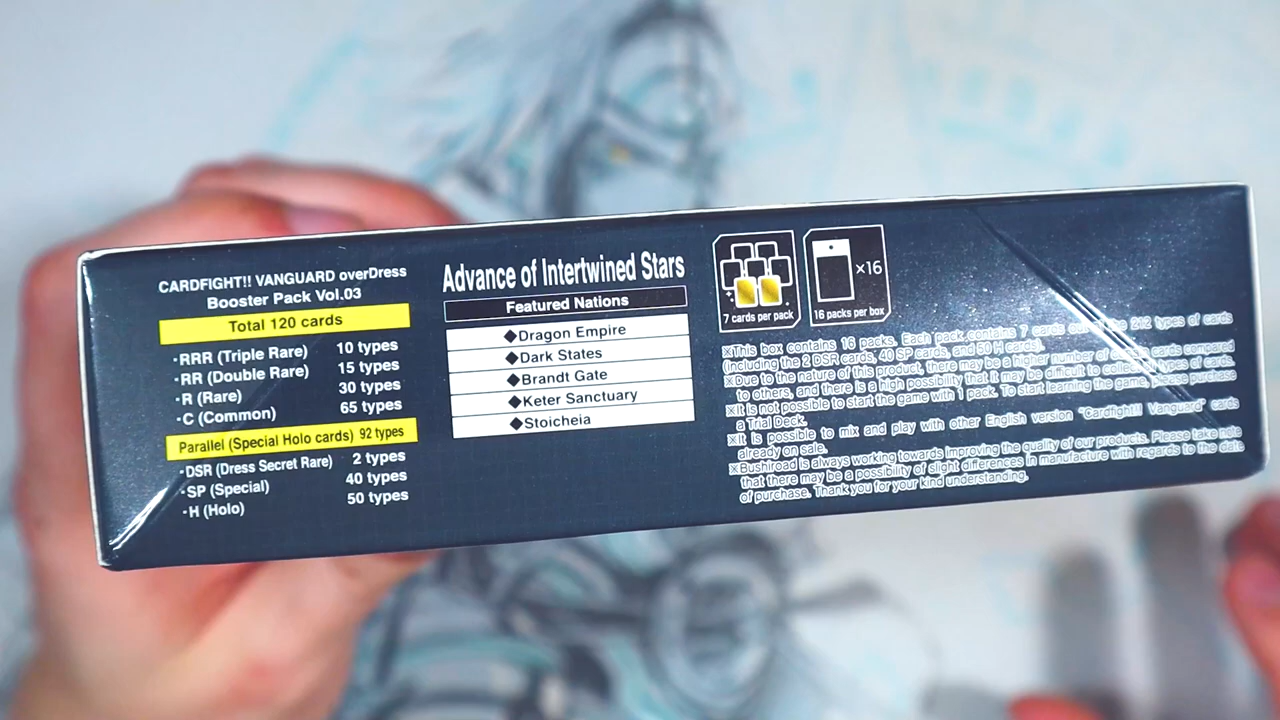 CARDFIGHT!! VANGUARD overDress
Booster Pack Vol.03
Total 120 cards
·RRR (Triple Rare) 10 types
·RR (Double Rare) 15 types
·R (Rare) 30 types
·C (Common) 65 types
Parallel (Special Holo cards) 92 types
·DSR (Dress Secret Rare) 2 types
·SP (Special) 40 types
·H (Holo) 50 types
Advance of Intertwined Stars
Featured Nations
◆Dragon Empire
◆Dark States
◆Brandt Gate
◆Keter Sanctuary
◆Stoicheia
7 cards per pack
×16
16 packs per box
※This box contains 16 packs. Each pack contains 7 cards out of the 212 types of cards
(including the 2 DSR cards, 40 SP cards, and 50 H cards).
※Due to the nature of this product, there may be a higher number of certain cards compared
to others, and there is a high possibility that it may be difficult to collect all types of cards.
※It is not possible to start the game with 1 pack. To start learning the game, please purchase
a Trial Deck.
※It is possible to mix and play with other English version "Cardfight!! Vanguard" cards
already on sale.
※Bushiroad is always working towards improving the quality of our products. Please take note
that there may be a possibility of slight differences in manufacture with regards to the date
of purchase. Thank you for your kind understanding.